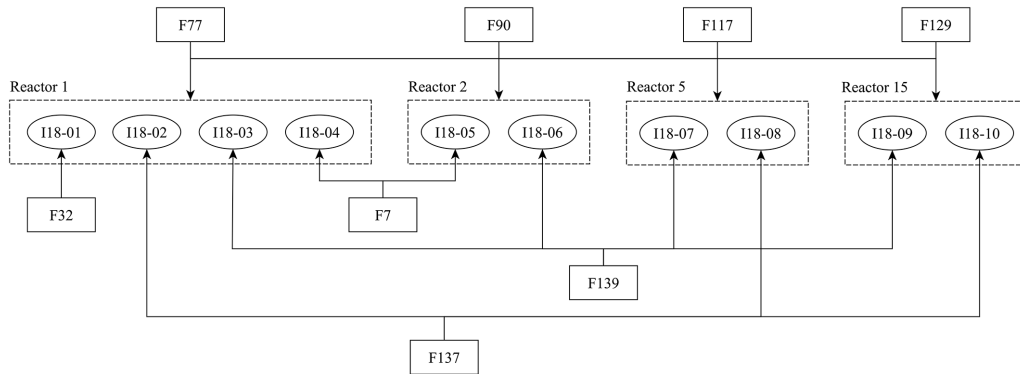 F77
F90
F117
F129
Reactor 1
Reactor 2
Reactor 5
Reactor 15
I18-01
I18-02
I18-03
I18-04
I18-05
I18-06
I18-07
I18-08
I18-09
I18-10
F32
F7
F139
F137